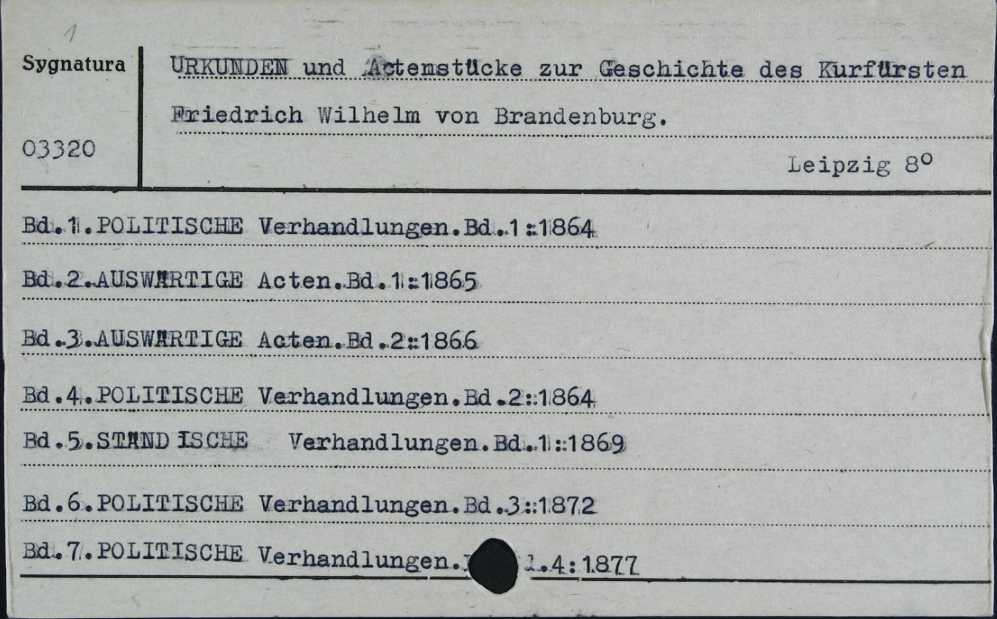 1
Sygnatura
URKUNDEN und Actenstücke zur Geschichte des Kurfürsten
Friedrich Wilhelm von Brandenburg.
03320
Leipzig 8°
Bd.1.POLITISCHE Verhandlungen.Bd.1:1864
Bd.2.AUSWÄRTIGE Acten.Bd.1:1865
Bd.3.AUSWÄRTIGE Acten.Bd.2:1866
Bd.4.POLITISCHE Verhandlungen.Bd.2:1864
Bd.5.STÄNDISCHE Verhandlungen.Bd.1:1869
Bd.6.POLITISCHE Verhandlungen.Bd.3:1872
Bd.7.POLITISCHE Verhandlungen. .4:1877